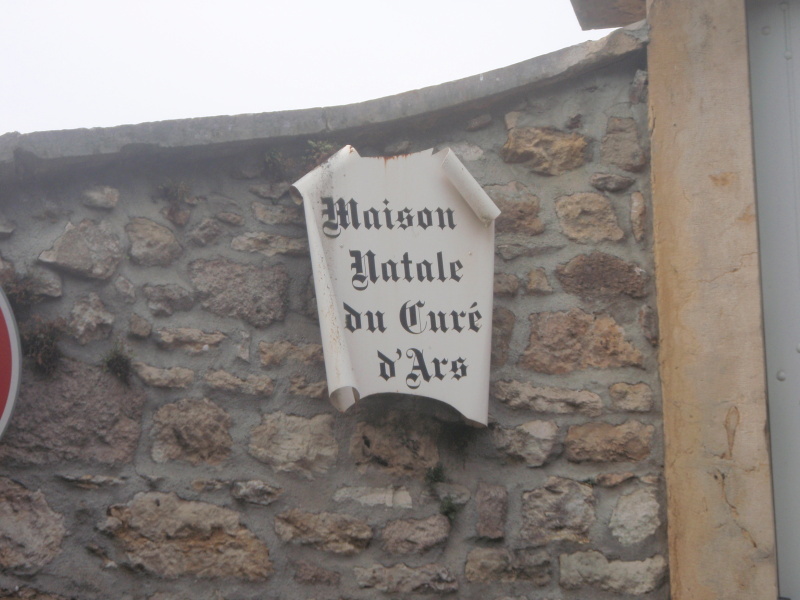 Maison
Natale
du Curé
d'Ars